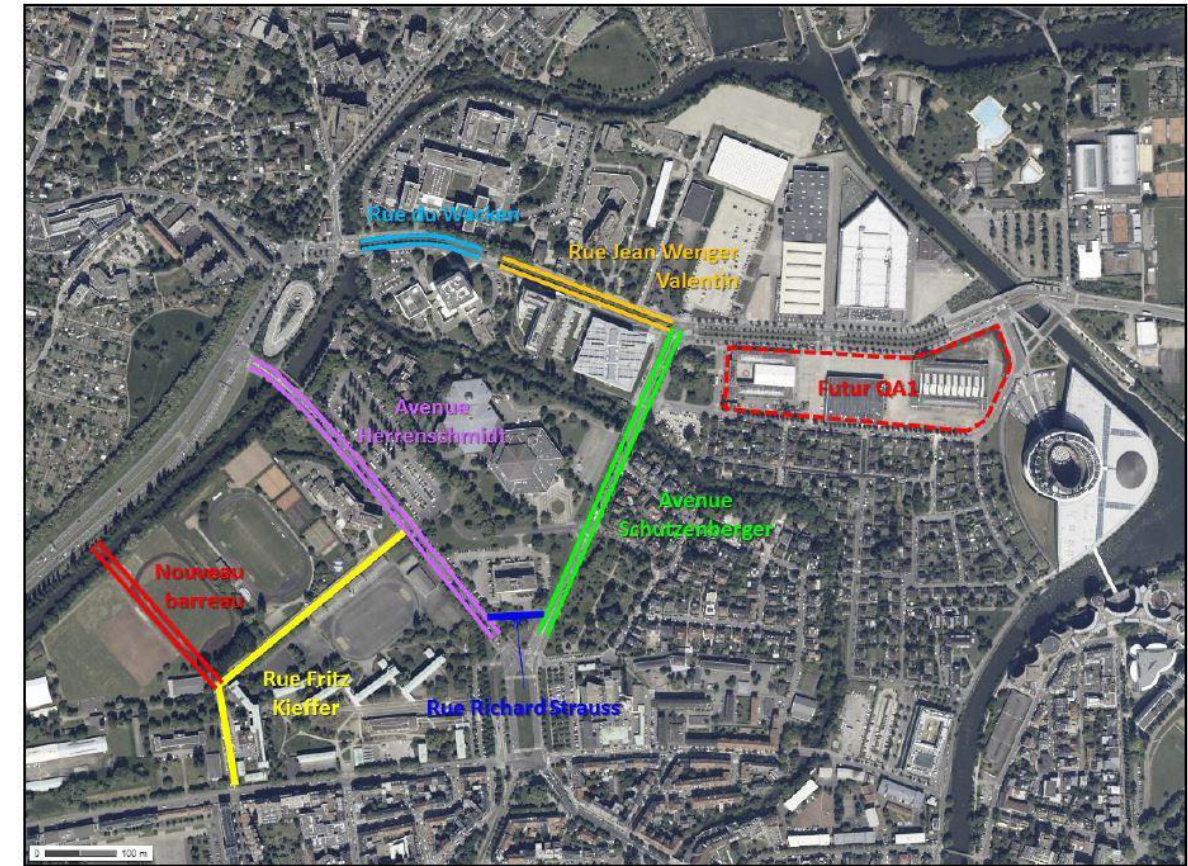 Rue du Wacken
Rue Jean Wenger
Valentin
Futur QA1
Avenue
Herrenschmidt
Avenue
Schutzenberger
Nouveau
barreau
Rue Fritz
Kieffer
Rue Richard Strauss
0 100 m